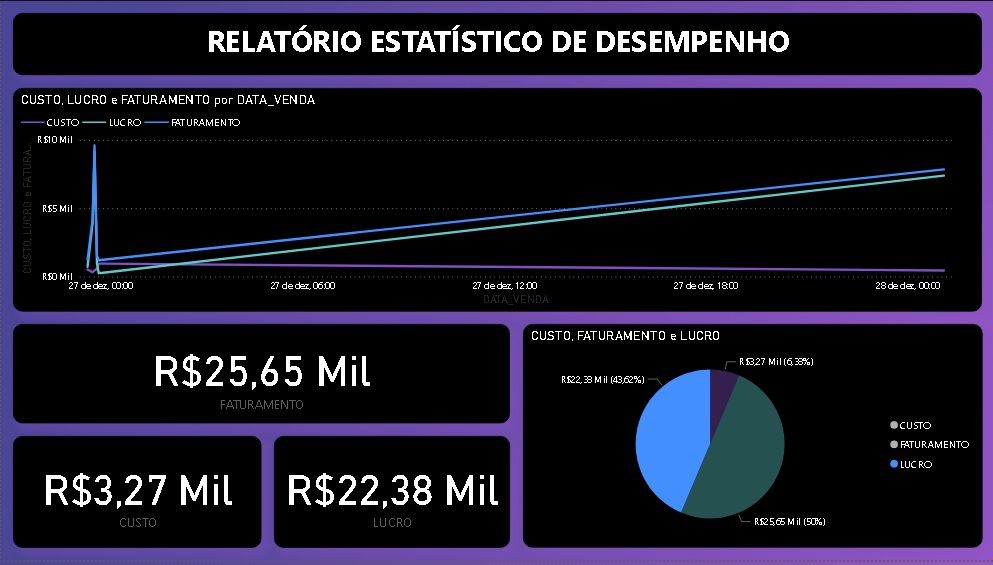 RELATÓRIO ESTATÍSTICO DE DESEMPENHO
CUSTO, LUCRO e FATURAMENTO por DATA_VENDA
CUSTO LUCRO FATURAMENTO
CUSTO, LUCRO e FATURA...
R$10 Mil
R$5 Mil
R$0 Mil
27 de dez, 00:00 27 de dez, 06:00 27 de dez, 12:00 27 de dez, 18:00 28 de dez, 00:00
DATA_VENDA
R$25,65 Mil
FATURAMENTO
R$3,27 Mil
CUSTO
R$22,38 Mil
LUCRO
CUSTO, FATURAMENTO e LUCRO
R$3,27 Mil (6,38%)
R$22,38 Mil (43,62%)
R$25,65 Mil (50%)
CUSTO
FATURAMENTO
LUCRO